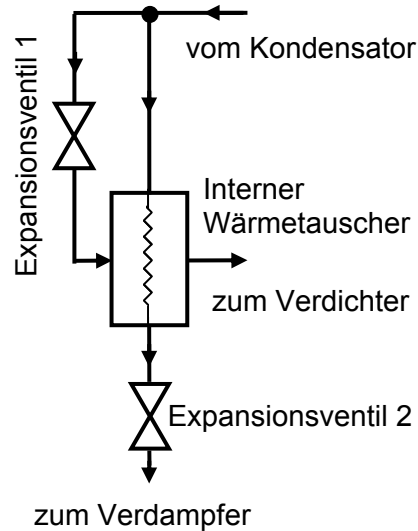 vom Kondensator
Expansionsventil 1
Interner
Wärmetauscher
zum Verdichter
Expansionsventil 2
zum Verdampfer